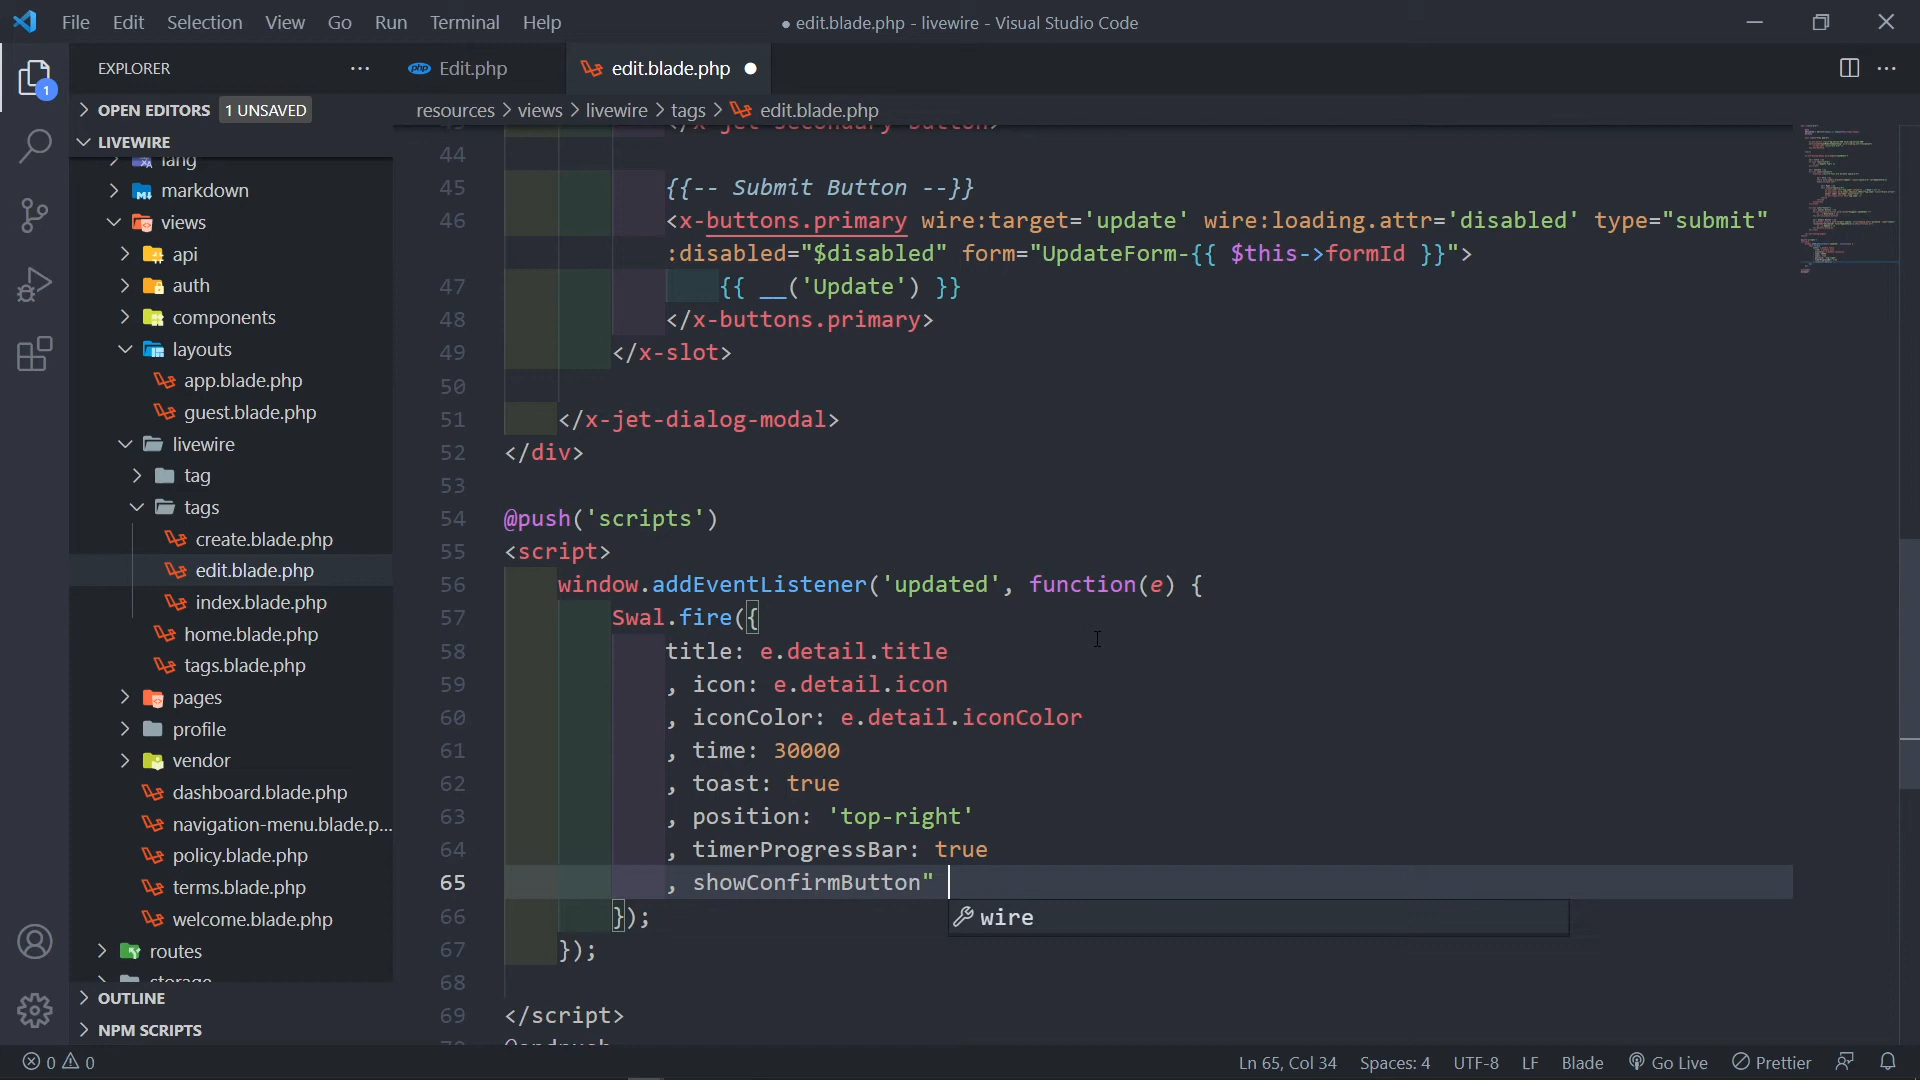 File Edit Selection View Go Run Terminal Help
● edit.blade.php - livewire - Visual Studio Code
EXPLORER
Edit.php
edit.blade.php
OPEN EDITORS 1 UNSAVED
resources > views > livewire > tags > edit.blade.php
LIVEWIRE
lang
markdown
views
api
auth
components
layouts
app.blade.php
guest.blade.php
livewire
tag
tags
create.blade.php
edit.blade.php
index.blade.php
home.blade.php
tags.blade.php
pages
profile
vendor
dashboard.blade.php
navigation-menu.blade.p...
policy.blade.php
terms.blade.php
welcome.blade.php
routes
storage
OUTLINE
NPM SCRIPTS
1
</x-jet-secondary-button>
44
45 {{-- Submit Button --}}
46 <x-buttons.primary wire:target='update' wire:loading.attr='disabled' type="submit"
:disabled="$disabled" form="UpdateForm-{{ $this->formId }}">
47 {{ __('Update') }}
48 </x-buttons.primary>
49 </x-slot>
50
51 </x-jet-dialog-modal>
52 </div>
53
54 @push('scripts')
55 <script>
56 window.addEventListener('updated', function(e) {
57 Swal.fire({
58 title: e.detail.title
59 , icon: e.detail.icon
60 , iconColor: e.detail.iconColor
61 , time: 30000
62 , toast: true
63 , position: 'top-right'
64 , timerProgressBar: true
65 , showConfirmButton"
66 });
wire
67 });
68
69 </script>
70 @endpush
0 0
Ln 65, Col 34 Spaces: 4 UTF-8 LF Blade Go Live Prettier